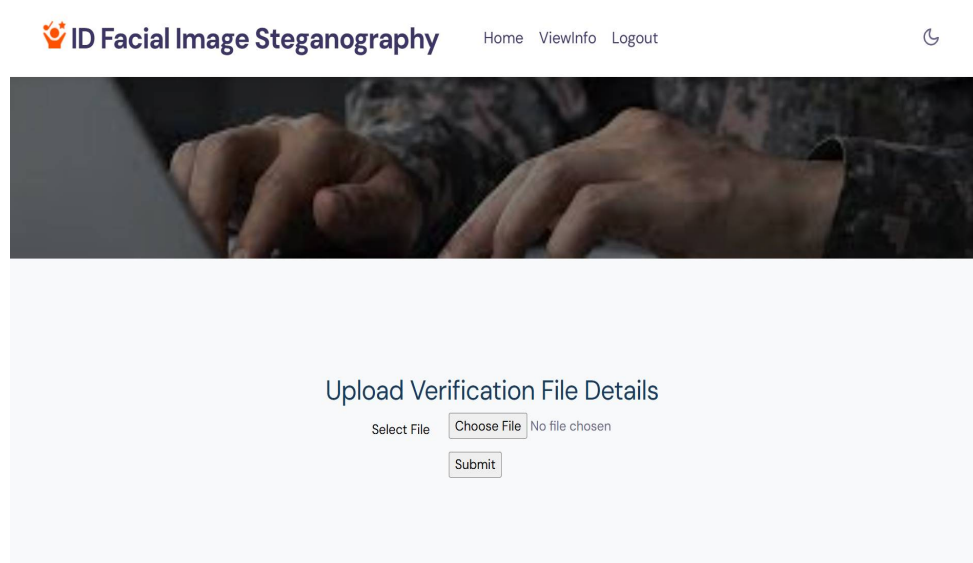 ID Facial Image Steganography Home ViewInfo Logout
Upload Verification File Details
Select File Choose File No file chosen
Submit